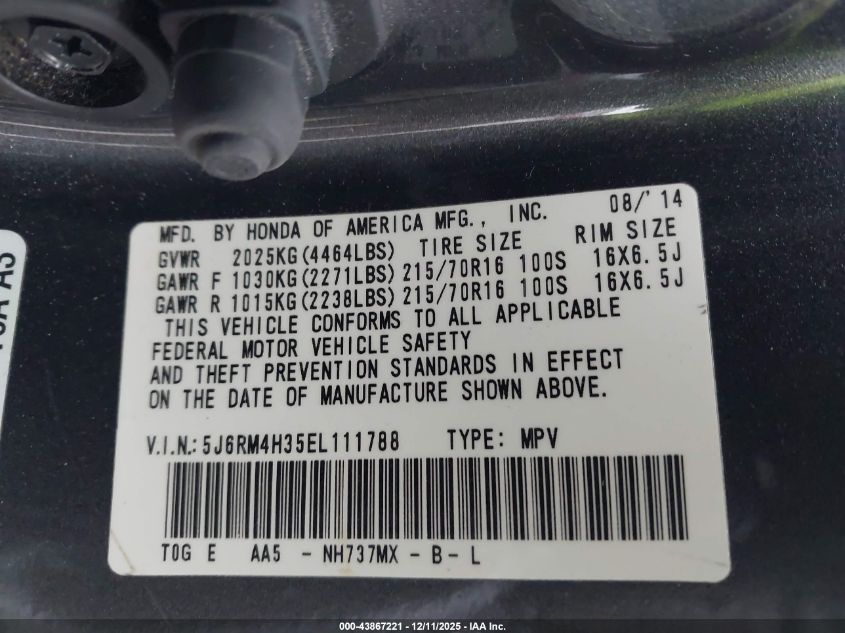 MFD. BY HONDA OF AMERICA MFG., INC. 08/'14
GVWR 2025KG(4464LBS) TIRE SIZE RIM SIZE
GAWR F 1030KG(2271LBS) 215/70R16 100S 16X6.5J
GAWR R 1015KG(2238LBS) 215/70R16 100S 16X6.5J
THIS VEHICLE CONFORMS TO ALL APPLICABLE
FEDERAL MOTOR VEHICLE SAFETY
AND THEFT PREVENTION STANDARDS IN EFFECT
ON THE DATE OF MANUFACTURE SHOWN ABOVE.
V.I.N.: 5J6RM4H35EL111788 TYPE: MPV
T0G E AA5 - NH737MX - B - L
000-43867221 - 12/11/2025 - IAA Inc.